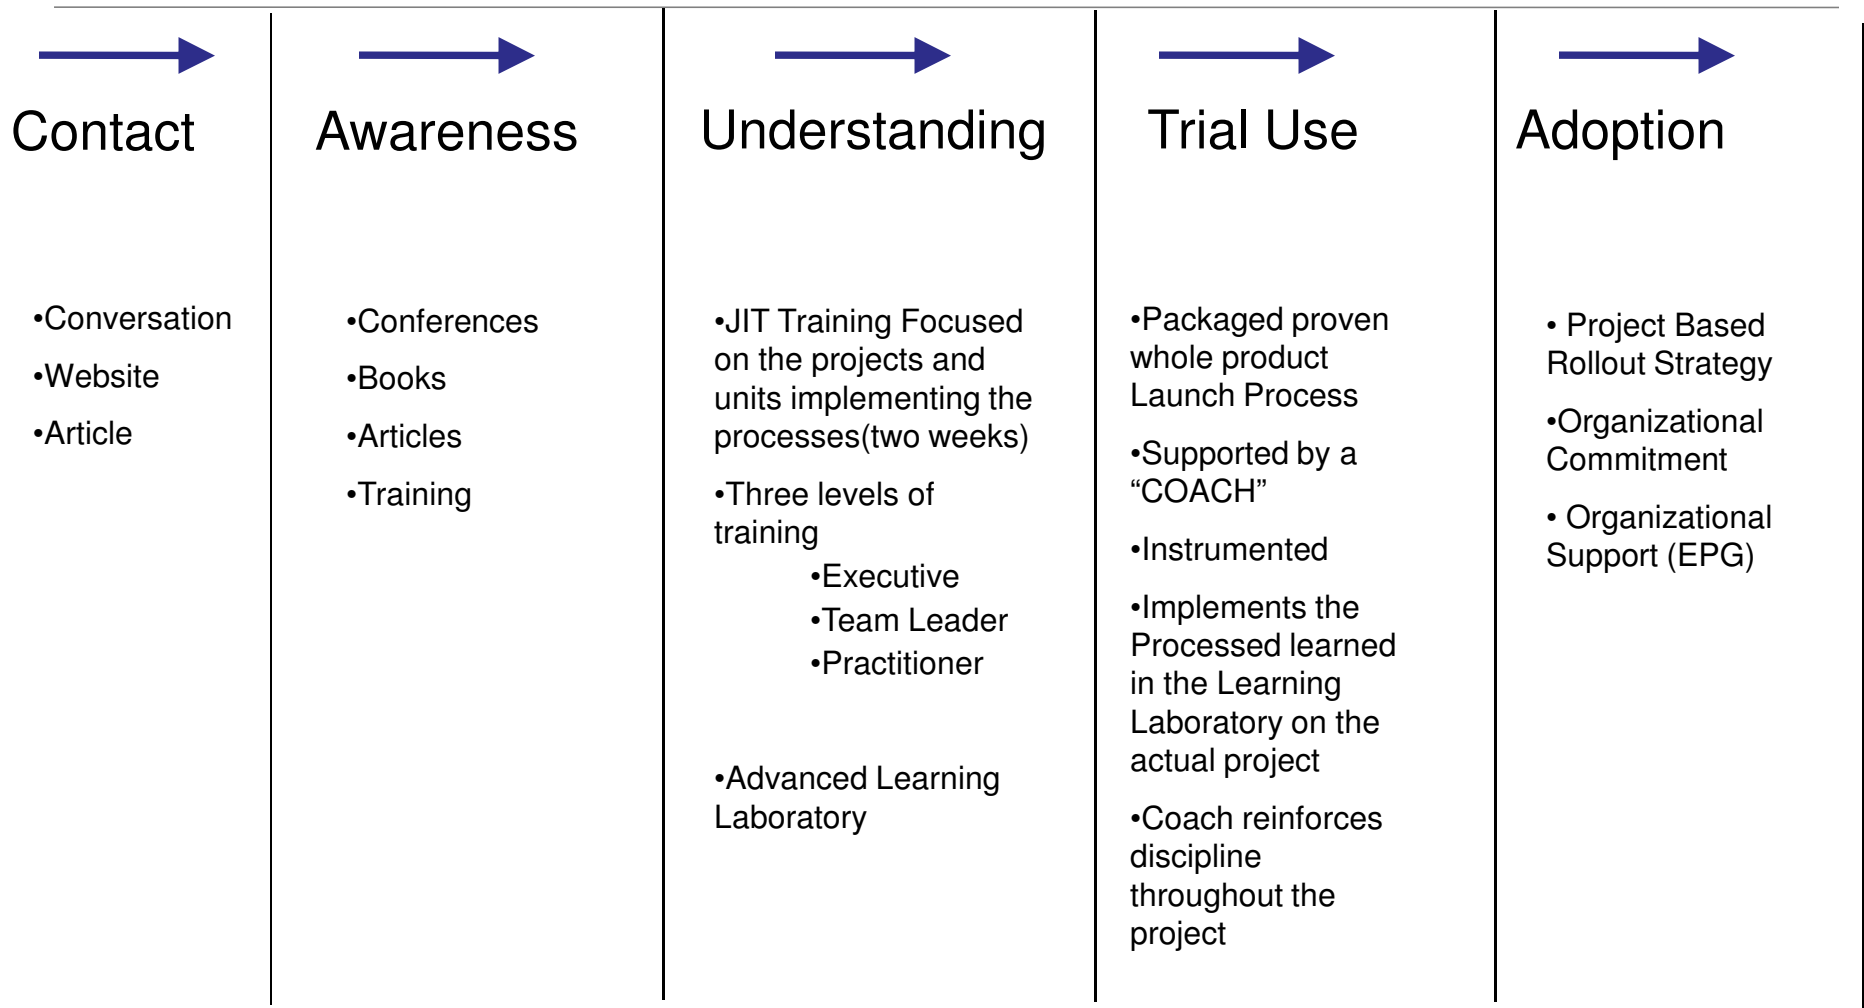 Contact
•Conversation
•Website
•Article
Awareness
•Conferences
•Books
•Articles
•Training
Understanding
•JIT Training Focused
on the projects and
units implementing the
processes(two weeks)
•Three levels of
training
•Executive
•Team Leader
•Practitioner
•Advanced Learning
Laboratory
Trial Use
•Packaged proven
whole product
Launch Process
•Supported by a
“COACH”
•Instrumented
•Implements the
Processed learned
in the Learning
Laboratory on the
actual project
•Coach reinforces
discipline
throughout the
project
Adoption
• Project Based
Rollout Strategy
•Organizational
Commitment
• Organizational
Support (EPG)